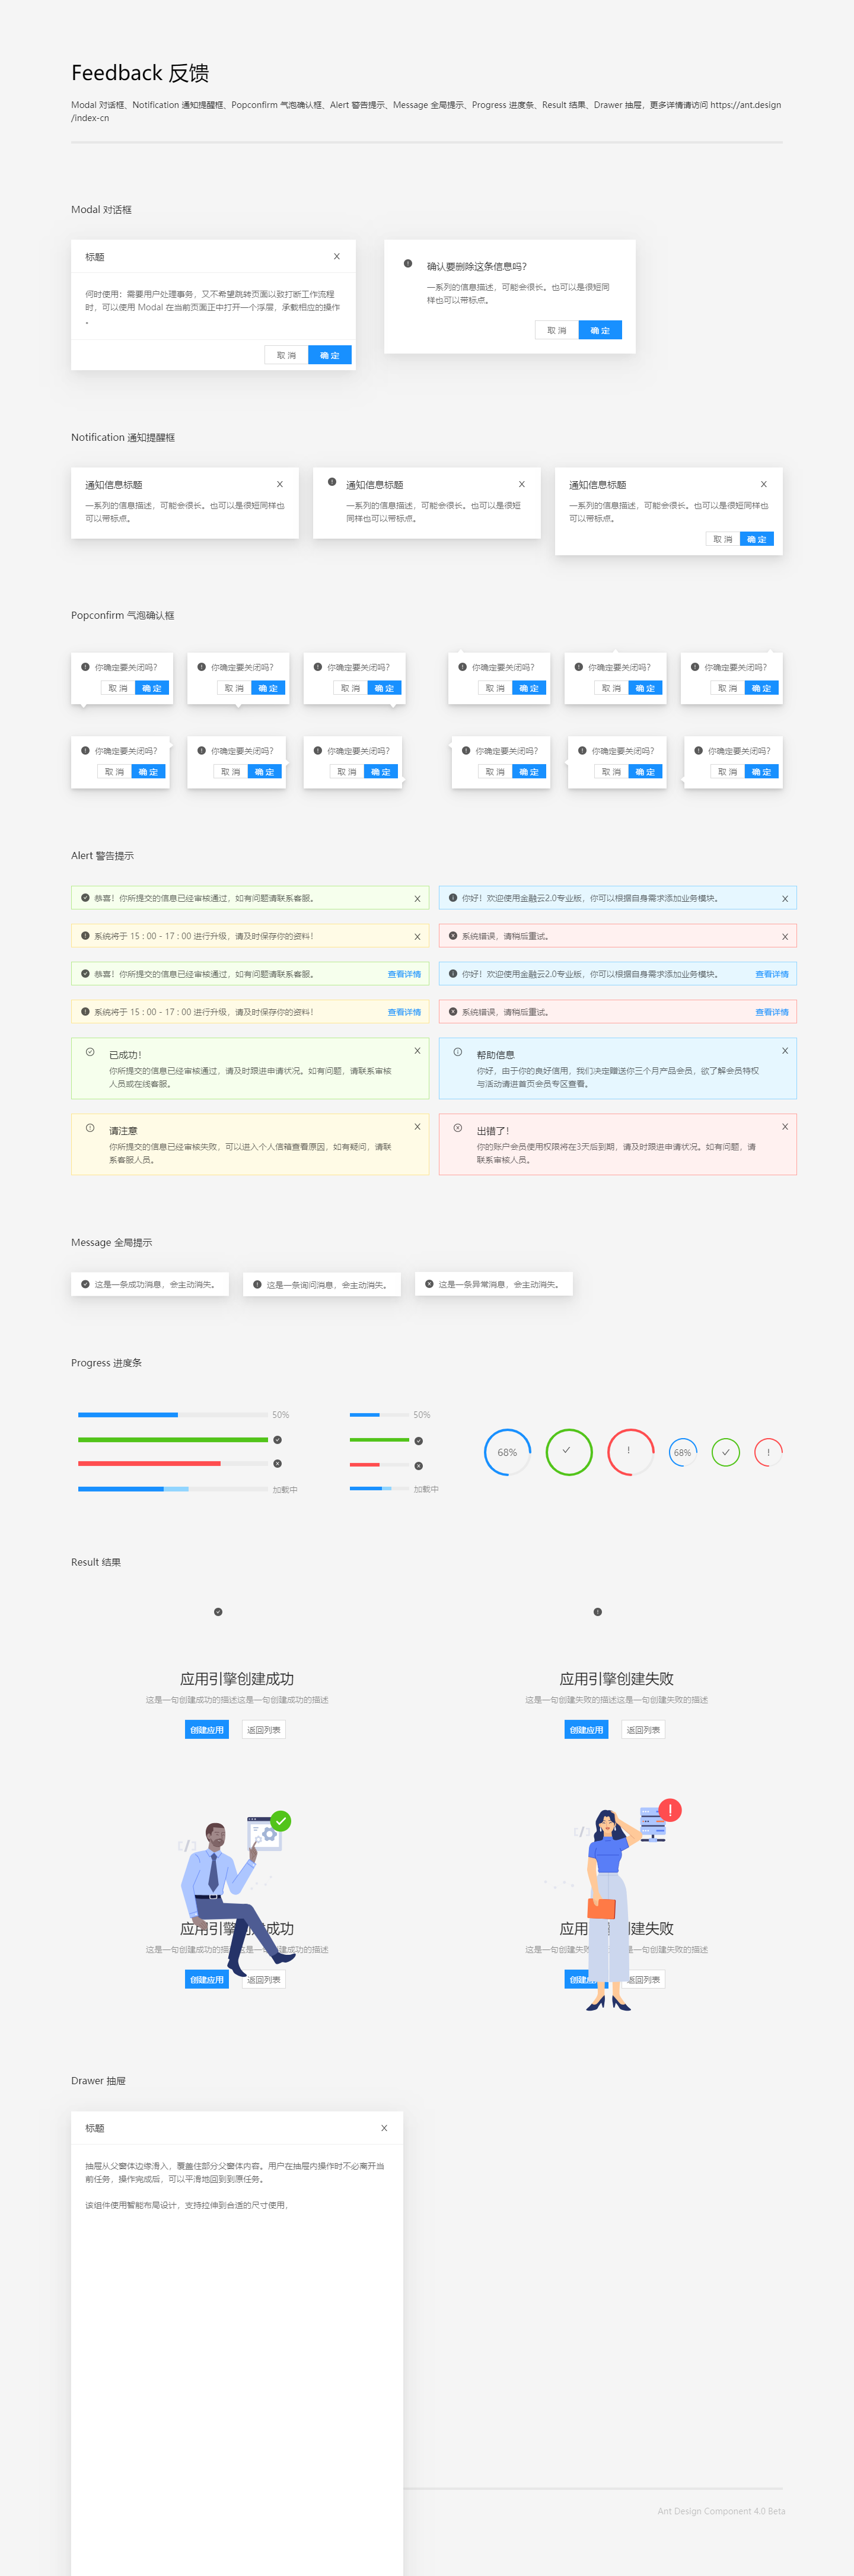 Feedback 反馈
Modal 对话框、Notification 通知提醒框、Popconfirm 气泡确认框、Alert 警告提示、Message 全局提示、Progress 进度条、Result 结果、Drawer 抽屉，更多详情请访问 https://ant.design
/index-cn
Modal 对话框
标题
何时使用：需要用户处理事务，又不希望跳转页面以致打断工作流程
时，可以使用 Modal 在当前页面正中打开一个浮层，承载相应的操作
。
取 消 确 定
确认要删除这条信息吗？
一系列的信息描述，可能会很长。也可以是很短同
样也可以带标点。
取 消 确 定
Notification 通知提醒框
通知信息标题
一系列的信息描述，可能会很长。也可以是很短同样也
可以带标点。
通知信息标题
一系列的信息描述，可能会很长。也可以是很短
同样也可以带标点。
通知信息标题
一系列的信息描述，可能会很长。也可以是很短同样也
可以带标点。
取 消 确 定
Popconfirm 气泡确认框
你确定要关闭吗？ 你确定要关闭吗？ 你确定要关闭吗？ 你确定要关闭吗？ 你确定要关闭吗？ 你确定要关闭吗？
取 消 确 定 取 消 确 定 取 消 确 定 取 消 确 定 取 消 确 定 取 消 确 定
你确定要关闭吗？ 你确定要关闭吗？ 你确定要关闭吗？ 你确定要关闭吗？ 你确定要关闭吗？ 你确定要关闭吗？
取 消 确 定 取 消 确 定 取 消 确 定 取 消 确 定 取 消 确 定 取 消 确 定
Alert 警告提示
恭喜！你所提交的信息已经审核通过，如有问题请联系客服。
你好！欢迎使用金融云2.0专业版，你可以根据自身需求添加业务模块。
系统将于 15 : 00 - 17 : 00 进行升级，请及时保存你的资料！
系统错误，请稍后重试。
恭喜！你所提交的信息已经审核通过，如有问题请联系客服。 查看详情
你好！欢迎使用金融云2.0专业版，你可以根据自身需求添加业务模块。 查看详情
系统将于 15 : 00 - 17 : 00 进行升级，请及时保存你的资料！ 查看详情
系统错误，请稍后重试。 查看详情
已成功！
你所提交的信息已经审核通过，请及时跟进申请状况。如有问题，请联系审核
人员或在线客服。
帮助信息
你好，由于你的良好信用，我们决定赠送你三个月产品会员，欲了解会员特权
与活动请进首页会员专区查看。
请注意
你所提交的信息已经审核失败，可以进入个人信箱查看原因，如有疑问，请联
系客服人员。
出错了！
你的账户会员使用权限将在3天后到期，请及时跟进申请状况。如有问题，请
联系审核人员。
Message 全局提示
这是一条成功消息，会主动消失。 这是一条询问消息，会主动消失。 这是一条异常消息，会主动消失。
Progress 进度条
50% 50%
68% 68%
加载中 加载中
Result 结果
应用引擎创建成功
这是一句创建成功的描述这是一句创建成功的描述
创建应用 返回列表
应用引擎创建失败
这是一句创建失败的描述这是一句创建失败的描述
创建应用 返回列表
应用引擎 成功
这是一句创建成功的描 是一句 成功的描述
创建应用 返回列表
应用引 创建失败
这是一句创建失败 一句创建失败的描述
创建 返回列表
Drawer 抽屉
标题
抽屉从父窗体边缘滑入，覆盖住部分父窗体内容。用户在抽屉内操作时不必离开当
前任务，操作完成后，可以平滑地回到到原任务。
该组件使用智能布局设计，支持拉伸到合适的尺寸使用，
Ant Design Component 4.0 Beta